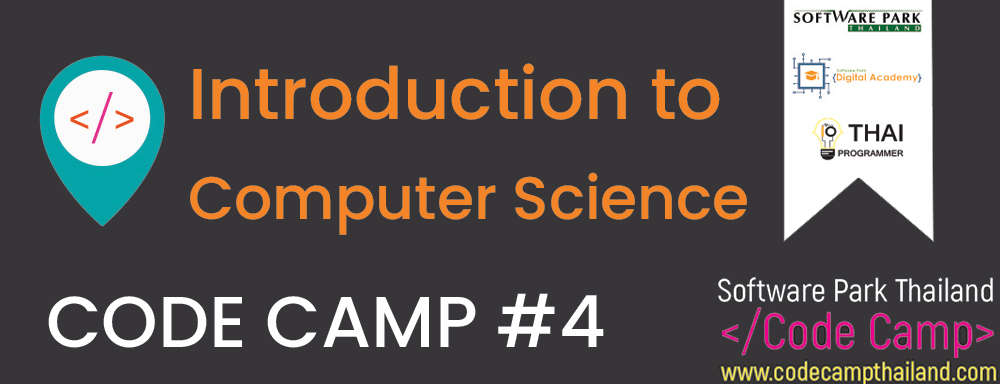 </>
Introduction to
Computer Science
CODE CAMP #4
SOFTWARE PARK
THAILAND
Software Park
{Digital Academy}
THAI
PROGRAMMER
Software Park Thailand
</Code Camp>
www.codecampthailand.com